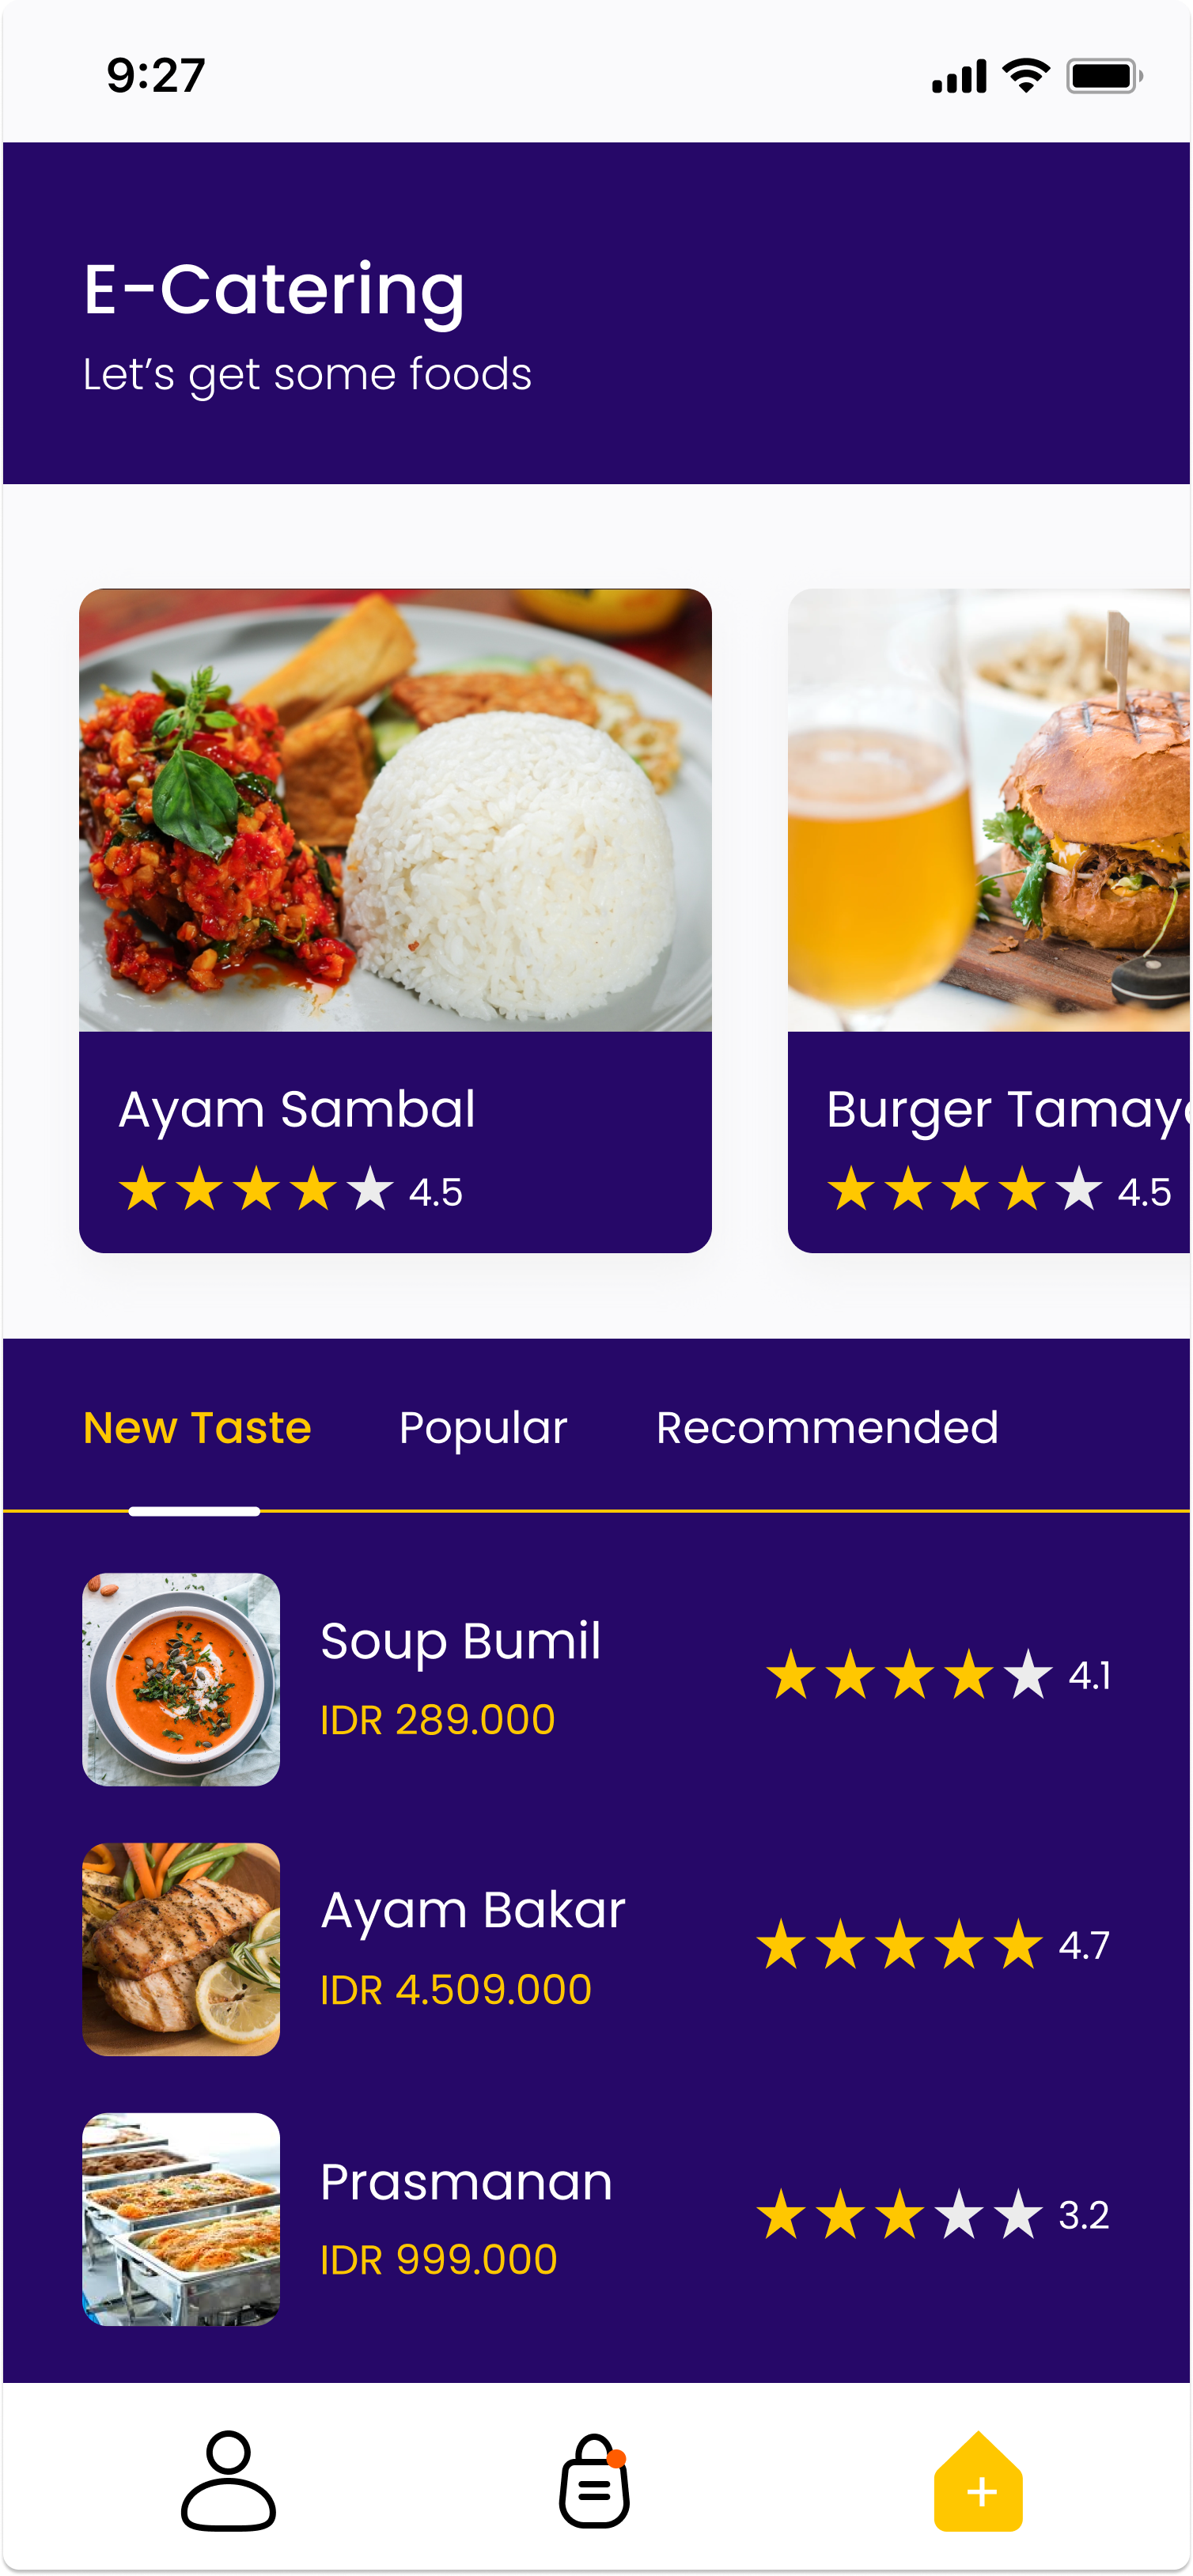 9:27
E-Catering
Let's get some foods
Ayam Sambal
4.5
Burger
4.5
New Taste Popular Recommended
Soup Bumil
4.1
IDR 289.000
Ayam Bakar
4.7
IDR 4.509.000
Prasmanan
3.2
IDR 999.000